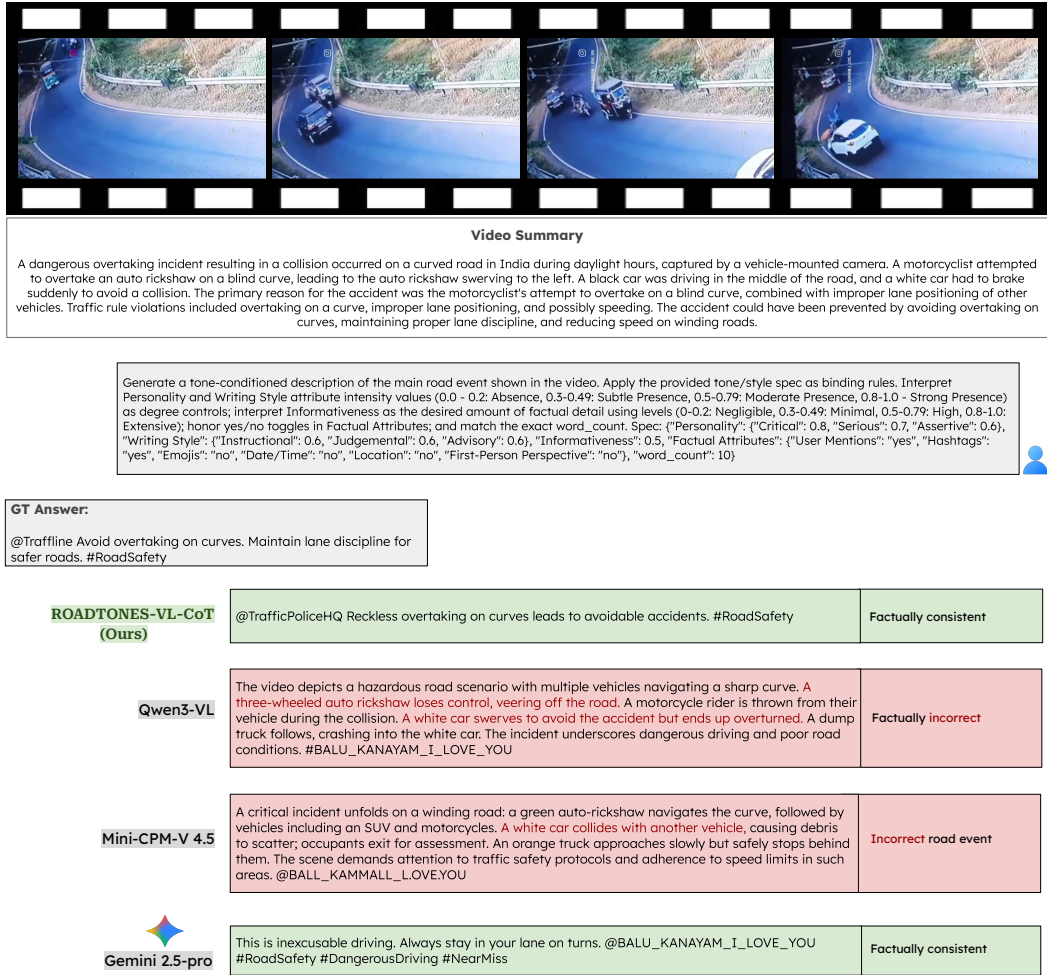 Video Summary
A dangerous overtaking incident resulting in a collision occurred on a curved road in India during daylight hours, captured by a vehicle-mounted camera. A motorcyclist attempted
to overtake an auto rickshaw on a blind curve, leading to the auto rickshaw swerving to the left. A black car was driving in the middle of the road, and a white car had to brake
suddenly to avoid a collision. The primary reason for the accident was the motorcyclist's attempt to overtake on a blind curve, combined with improper lane positioning of other
vehicles. Traffic rule violations included overtaking on a curve, improper lane positioning, and possibly speeding. The accident could have been prevented by avoiding overtaking on
curves, maintaining proper lane discipline, and reducing speed on winding roads.
Generate a tone-conditioned description of the main road event shown in the video. Apply the provided tone/style spec as binding rules. Interpret
Personality and Writing Style attribute intensity values (0.0 - 0.2: Absence, 0.3-0.49: Subtle Presence, 0.5-0.79: Moderate Presence, 0.8-1.0 - Strong Presence)
as degree controls; interpret Informativeness as the desired amount of factual detail using levels (0-0.2: Negligible, 0.3-0.49: Minimal, 0.5-0.79: High, 0.8-1.0:
Extensive); honor yes/no toggles in Factual Attributes; and match the exact word_count. Spec: {"Personality": {"Critical": 0.8, "Serious": 0.7, "Assertive": 0.6},
"Writing Style": {"Instructional": 0.6, "Judgemental": 0.6, "Advisory": 0.6}, "Informativeness": 0.5, "Factual Attributes": {"User Mentions": "yes", "Hashtags":
"yes", "Emojis": "no", "Date/Time": "no", "Location": "no", "First-Person Perspective": "no"}, "word_count": 10}
GT Answer:
@Traffline Avoid overtaking on curves. Maintain lane discipline for
safer roads. #RoadSafety
ROADTONES-VL-CoT
(Ours)
@TrafficPoliceHQ Reckless overtaking on curves leads to avoidable accidents. #RoadSafety
Factually consistent
Qwen3-VL
The video depicts a hazardous road scenario with multiple vehicles navigating a sharp curve. A
three-wheeled auto rickshaw loses control, veering off the road. A motorcycle rider is thrown from their
vehicle during the collision. A white car swerves to avoid the accident but ends up overturned. A dump
truck follows, crashing into the white car. The incident underscores dangerous driving and poor road
conditions. #BALU_KANAYAM_I_LOVE_YOU
Factually incorrect
Mini-CPM-V 4.5
A critical incident unfolds on a winding road: a green auto-rickshaw navigates the curve, followed by
vehicles including an SUV and motorcycles. A white car collides with another vehicle, causing debris
to scatter; occupants exit for assessment. An orange truck approaches slowly but safely stops behind
them. The scene demands attention to traffic safety protocols and adherence to speed limits in such
areas. @BALL_KAMMALL_L.OVE.YOU
Incorrect road event
Gemini 2.5-pro
This is inexcusable driving. Always stay in your lane on turns. @BALU_KANAYAM_I_LOVE_YOU
#RoadSafety #DangerousDriving #NearMiss
Factually consistent